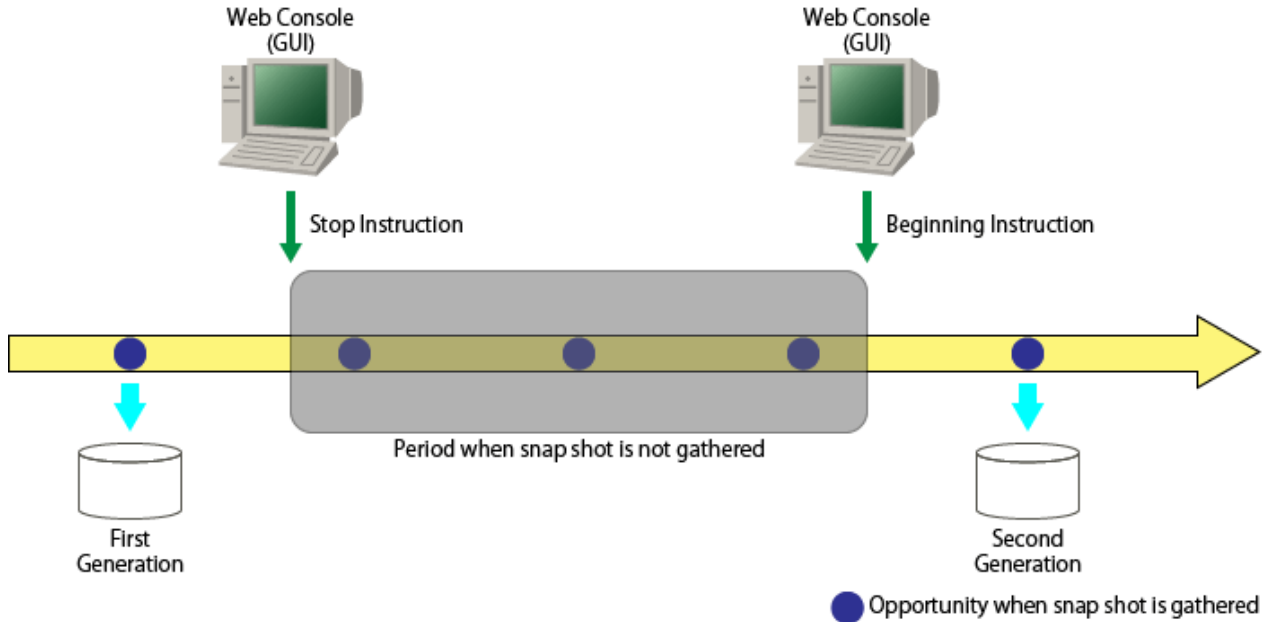 Web Console
(GUI)
Web Console
(GUI)
Stop Instruction
Beginning Instruction
Period when snap shot is not gathered
First
Generation
Second
Generation
Opportunity when snap shot is gathered